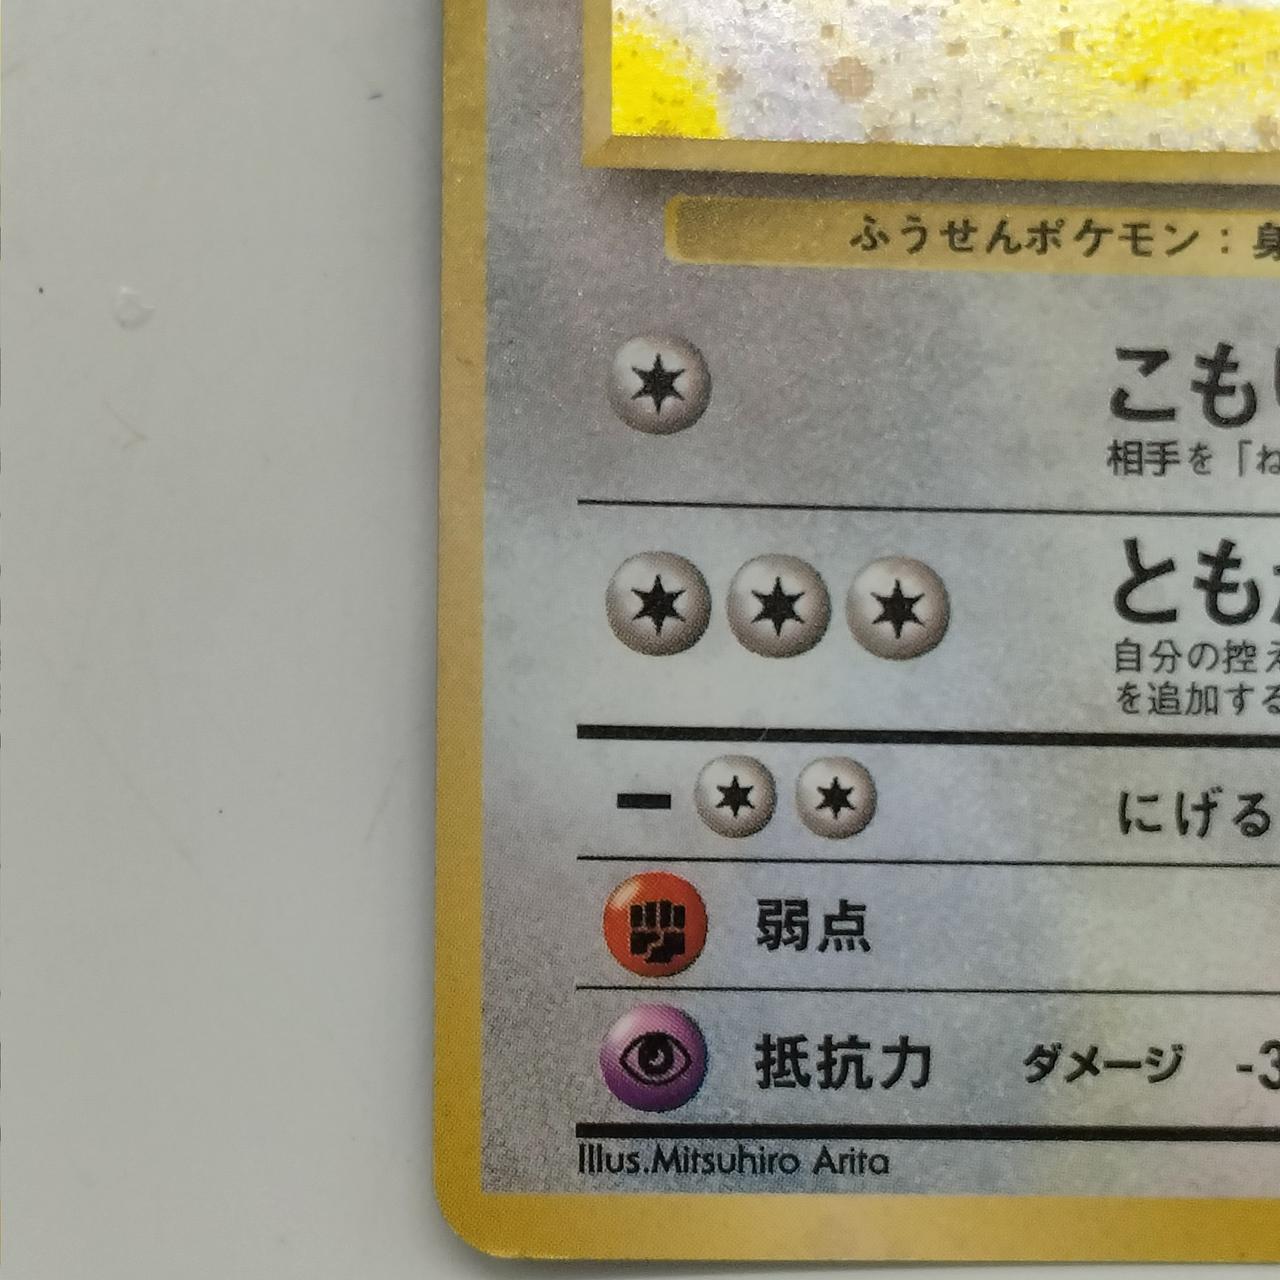 ふうせんポケモン：身
こも
相手を「ね
とも
自分の控え
を追加する
にげる
弱点
抵抗力 ダメージ -3
Illus.Mitsuhiro Arita